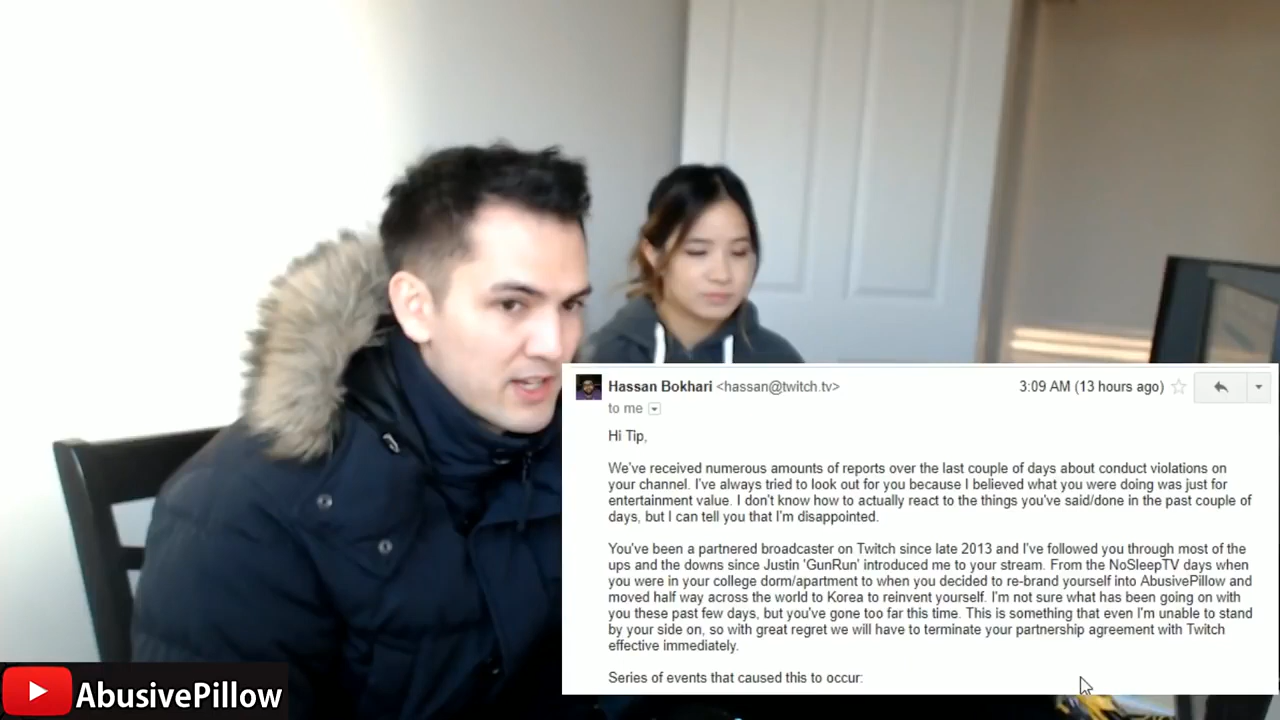 Hassan Bokhari <hassan@twitch.tv> 3:09 AM (13 hours ago)
to me
Hi Tip,
We've received numerous amounts of reports over the last couple of days about conduct violations on
your channel. I've always tried to look out for you because I believed what you were doing was just for
entertainment value. I don't know how to actually react to the things you've said/done in the past couple of
days, but I can tell you that I'm disappointed.
You've been a partnered broadcaster on Twitch since late 2013 and I've followed you through most of the
ups and the downs since Justin 'GunRun' introduced me to your stream. From the NoSleepTV days when
you were in your college dorm/apartment to when you decided to re-brand yourself into AbusivePillow and
moved half way across the world to Korea to reinvent yourself. I'm not sure what has been going on with
you these past few days, but you've gone too far this time. This is something that even I'm unable to stand
by your side on, so with great regret we will have to terminate your partnership agreement with Twitch
effective immediately.
Series of events that caused this to occur:
AbusivePillow